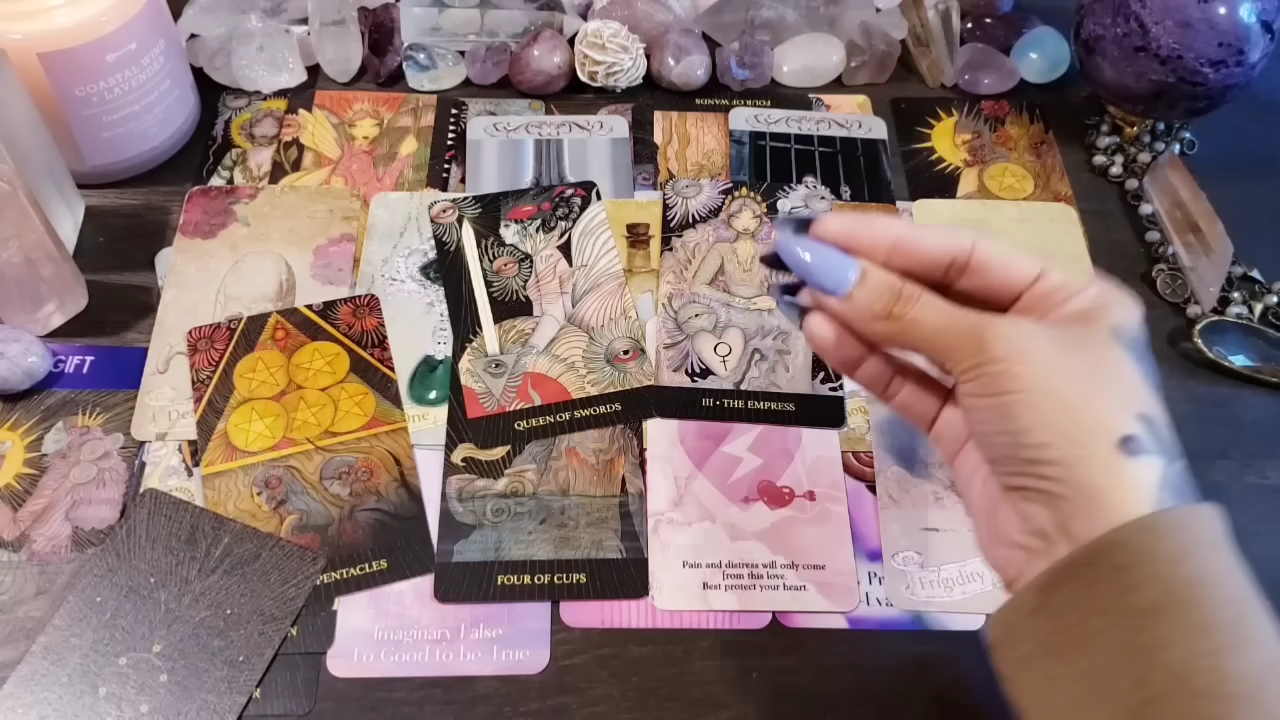 COASTAL WIND
+ LAVENDER
FOUR OF WANDS
GIFT
QUEEN OF SWORDS
III • THE EMPRESS
PENTACLES
FOUR OF CUPS
Pain and distress will only come
from this love.
Best protect your heart.
Frigidity
Imaginary False
To Good to be True